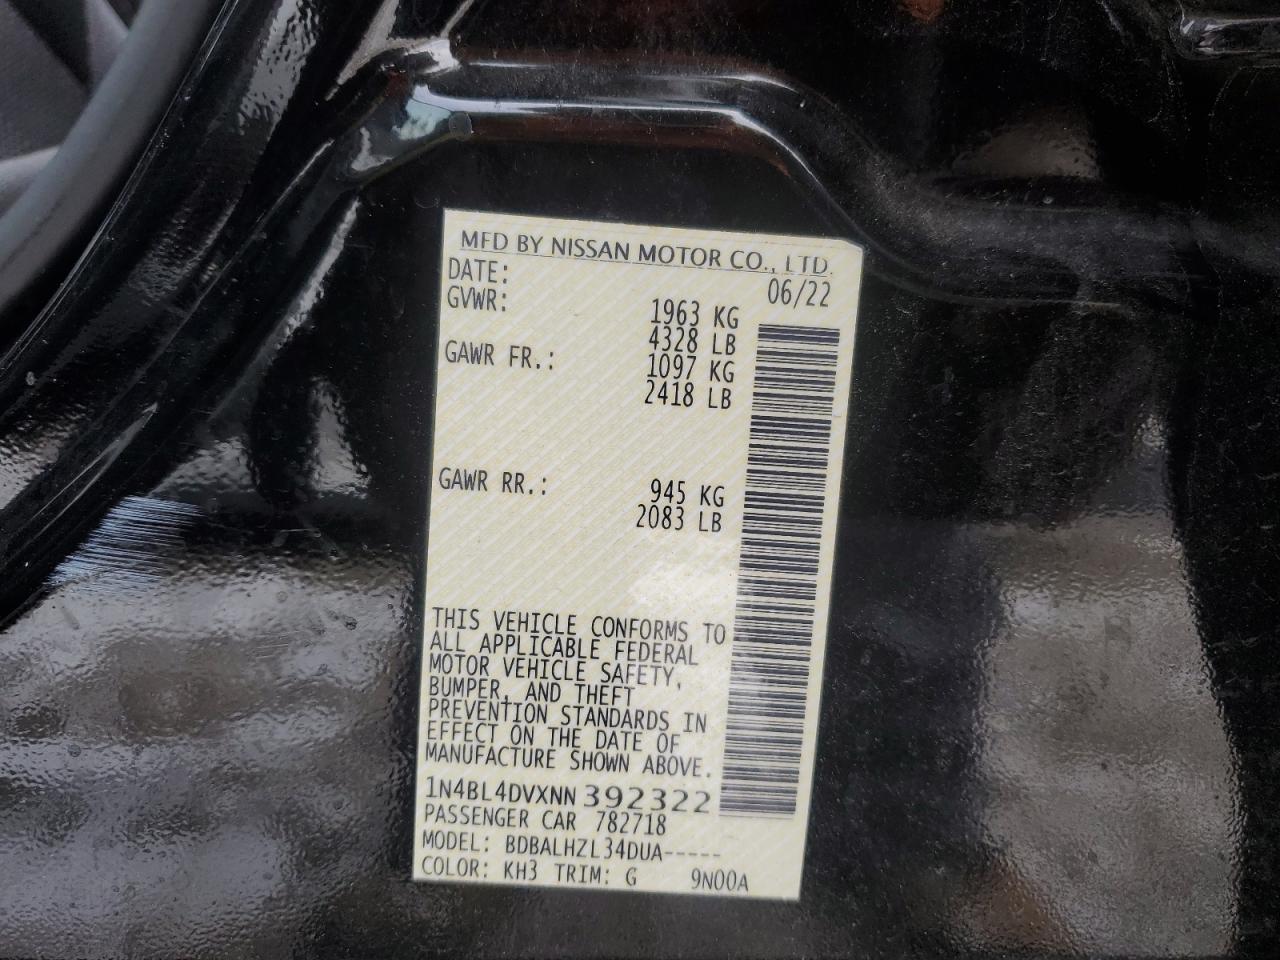 MFD BY NISSAN MOTOR CO., LTD.
DATE: 06/22
GVWR: 1963 KG
4328 LB
GAWR FR.: 1097 KG
2418 LB
GAWR RR.: 945 KG
2083 LB
THIS VEHICLE CONFORMS TO
ALL APPLICABLE FEDERAL
MOTOR VEHICLE SAFETY,
BUMPER, AND THEFT
PREVENTION STANDARDS IN
EFFECT ON THE DATE OF
MANUFACTURE SHOWN ABOVE.
1N4BL4DVXNN392322
PASSENGER CAR 782718
MODEL: BDBALHZL34DUA-----
COLOR: KH3 TRIM: G 9N00A